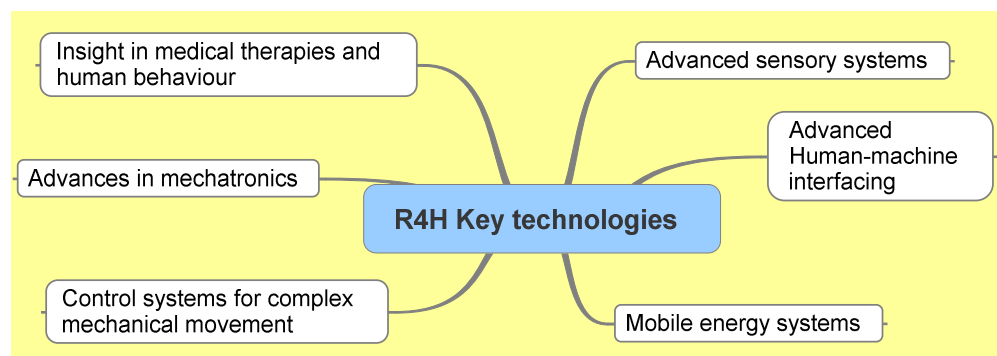 Insight in medical therapies and
human behaviour
Advanced sensory systems
Advanced
Human-machine
interfacing
Advances in mechatronics
R4H Key technologies
Control systems for complex
mechanical movement
Mobile energy systems